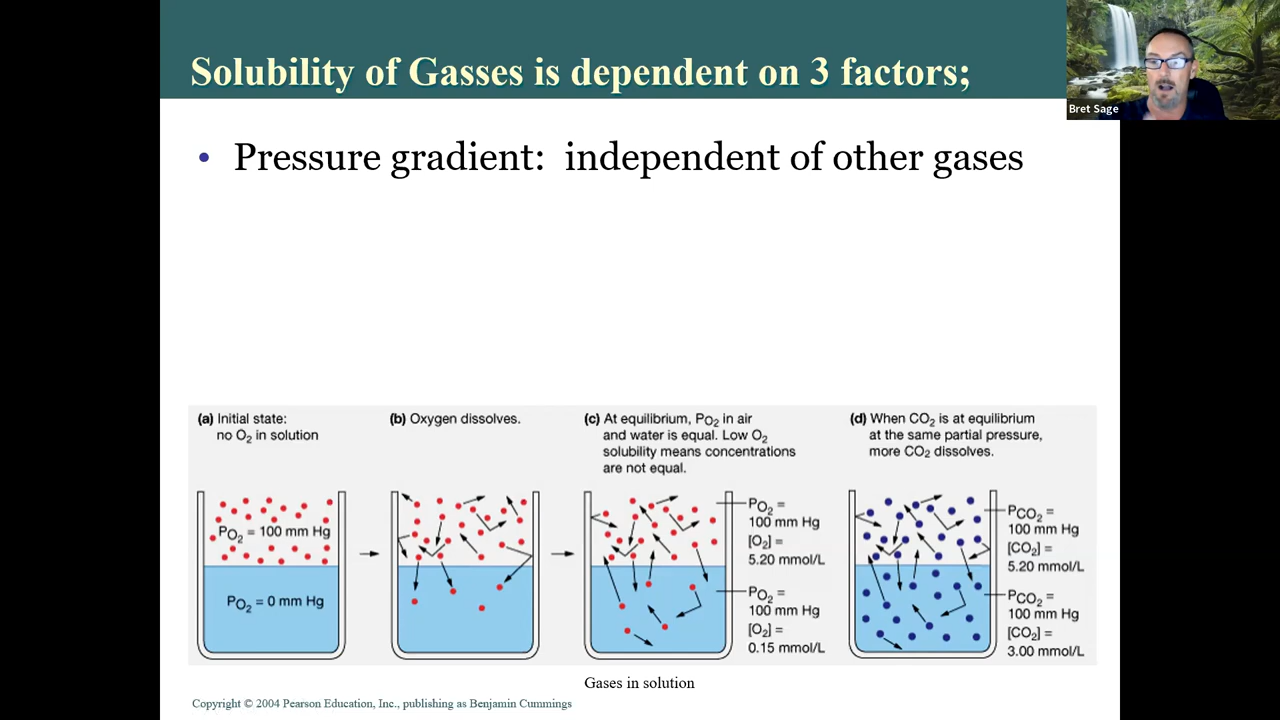 Solubility of Gasses is dependent on 3 factors;
Bret Sage
• Pressure gradient: independent of other gases
(a) Initial state:
no O₂ in solution
PO₂ = 100 mm Hg
PO₂ = 0 mm Hg
(b) Oxygen dissolves.
(c) At equilibrium, PO₂ in air
and water is equal. Low O₂
solubility means concentrations
are not equal.
PO₂ =
100 mm Hg
[O₂] =
5.20 mmol/L
PO₂ =
100 mm Hg
[O₂] =
0.15 mmol/L
(d) When CO₂ is at equilibrium
at the same partial pressure,
more CO₂ dissolves.
PCO₂ =
100 mm Hg
[CO₂] =
5.20 mmol/L
PCO₂ =
100 mm Hg
[CO₂] =
3.00 mmol/L
Gases in solution
Copyright © 2004 Pearson Education, Inc., publishing as Benjamin Cummings